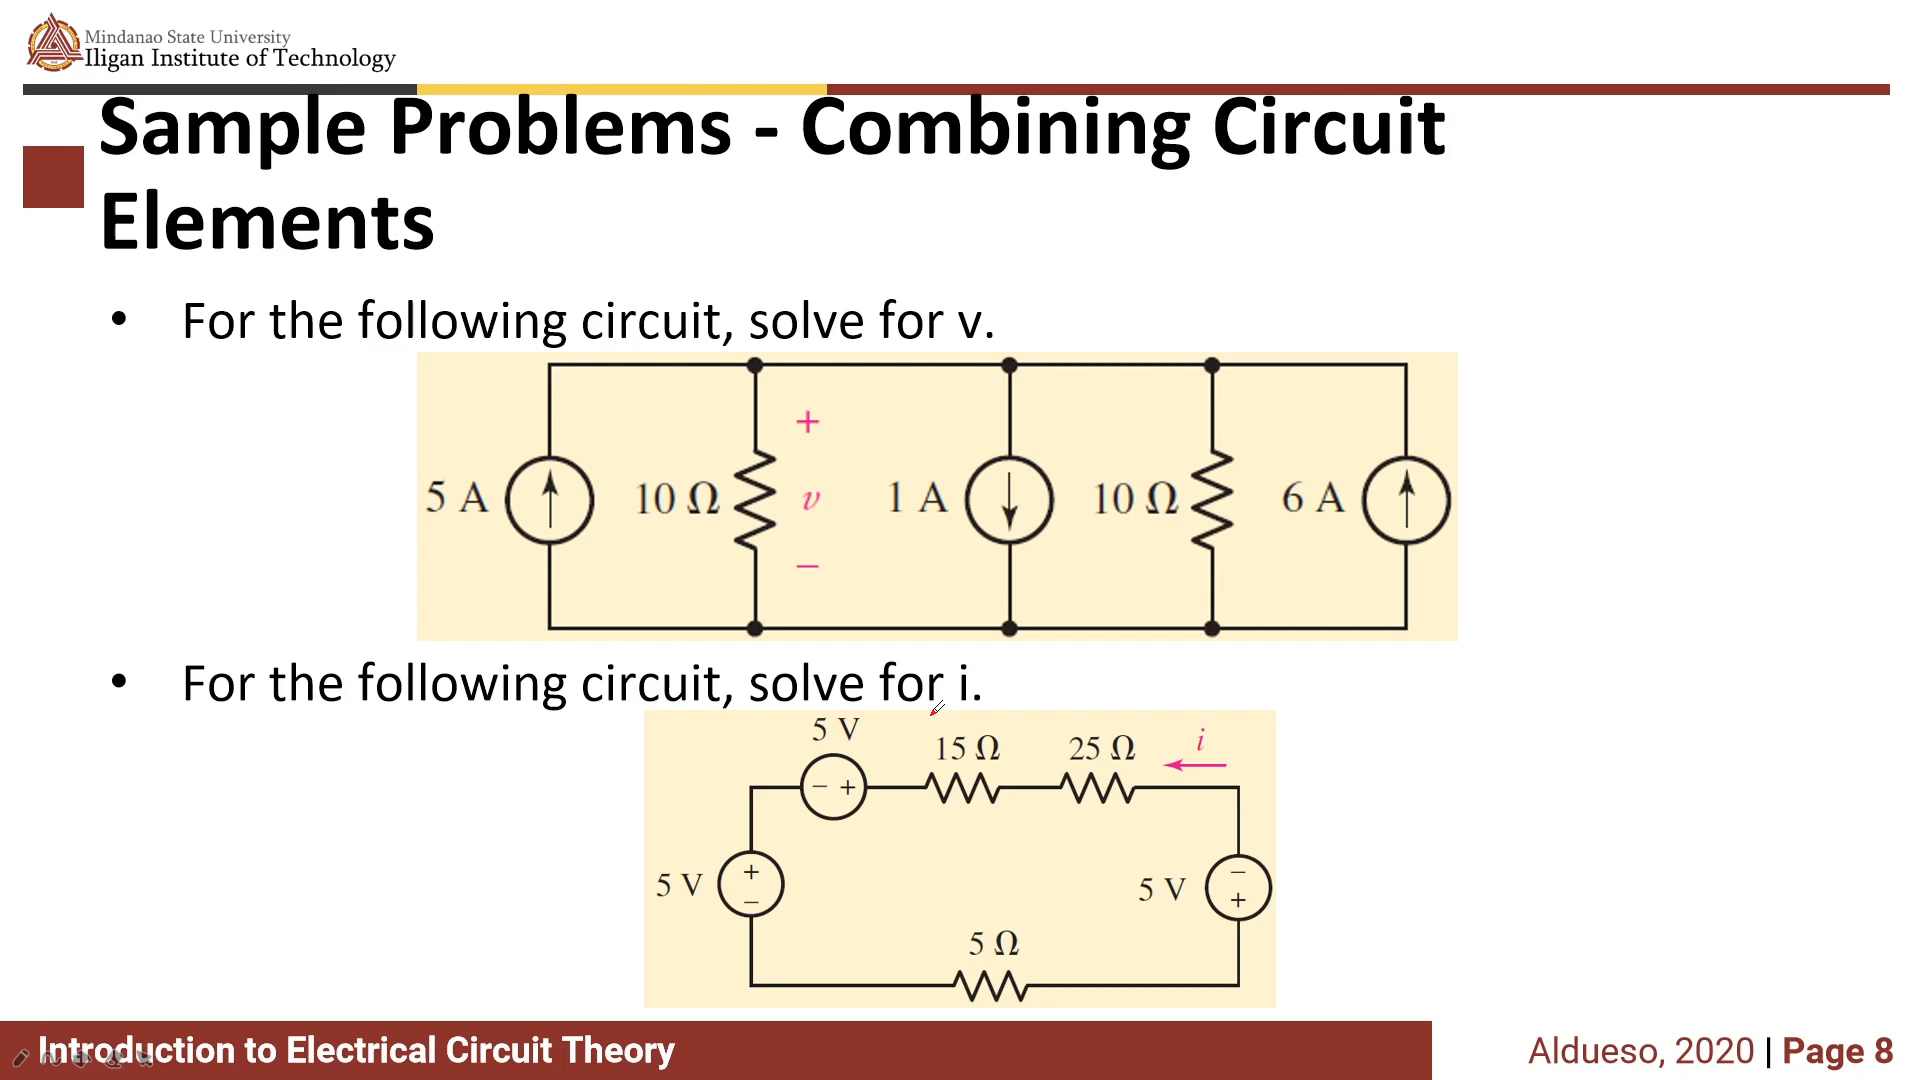 Mindanao State University
Iligan Institute of Technology
Sample Problems - Combining Circuit
Elements
• For the following circuit, solve for v.
5 A 10 Ω + v − 1 A 10 Ω 6 A
• For the following circuit, solve for i.
5 V
− +
15 Ω 25 Ω i
5 V + −
5 V − +
5 Ω
Introduction to Electrical Circuit Theory
Aldueso, 2020 | Page 8